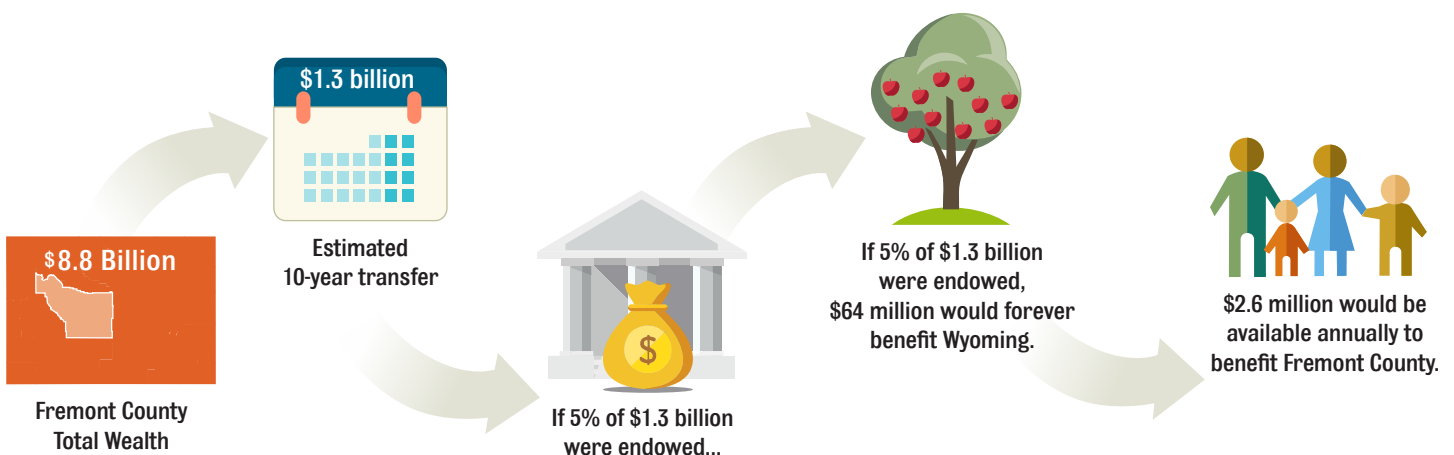 $8.8 Billion
Fremont County
Total Wealth
$1.3 billion
Estimated
10-year transfer
$
If 5% of $1.3 billion
were endowed...
If 5% of $1.3 billion
were endowed,
$64 million would forever
benefit Wyoming.
$2.6 million would be
available annually to
benefit Fremont County.